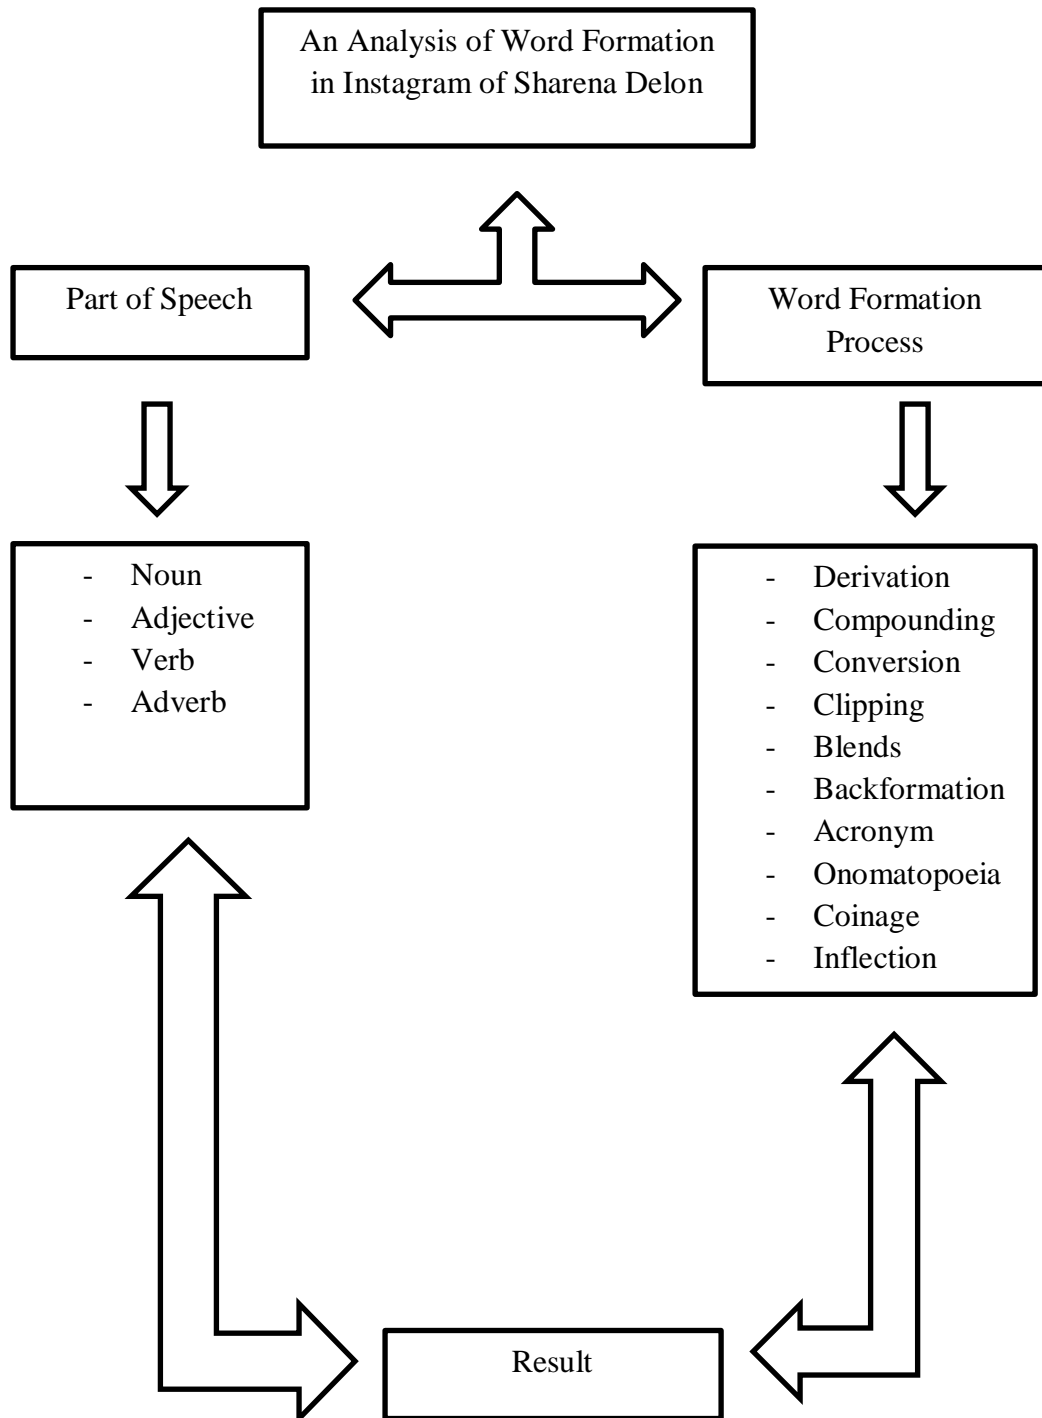 An Analysis of Word Formation
in Instagram of Sharena Delon
Part of Speech
Word Formation
Process
- Noun
- Adjective
- Verb
- Adverb
- Derivation
- Compounding
- Conversion
- Clipping
- Blends
- Backformation
- Acronym
- Onomatopoeia
- Coinage
- Inflection
Result